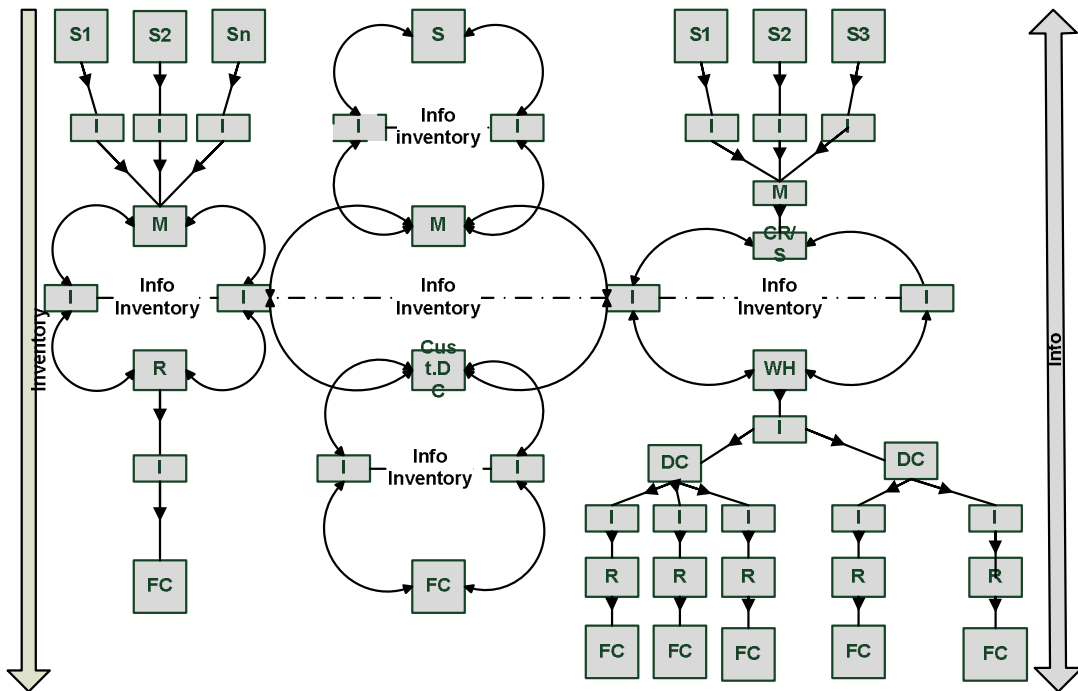 S1 S2 Sn
I I I
M
I Info I
Inventory
R
I
FC
S
I Info I
inventory
M
Info
Inventory
Cus
t.D
C
I Info I
Inventory
FC
S1 S2 S3
I I I
M
CR/
S
I Info I
Inventory
WH
I
DC DC
I I I I I
R R R R R
FC FC FC FC FC
Inventory
Info